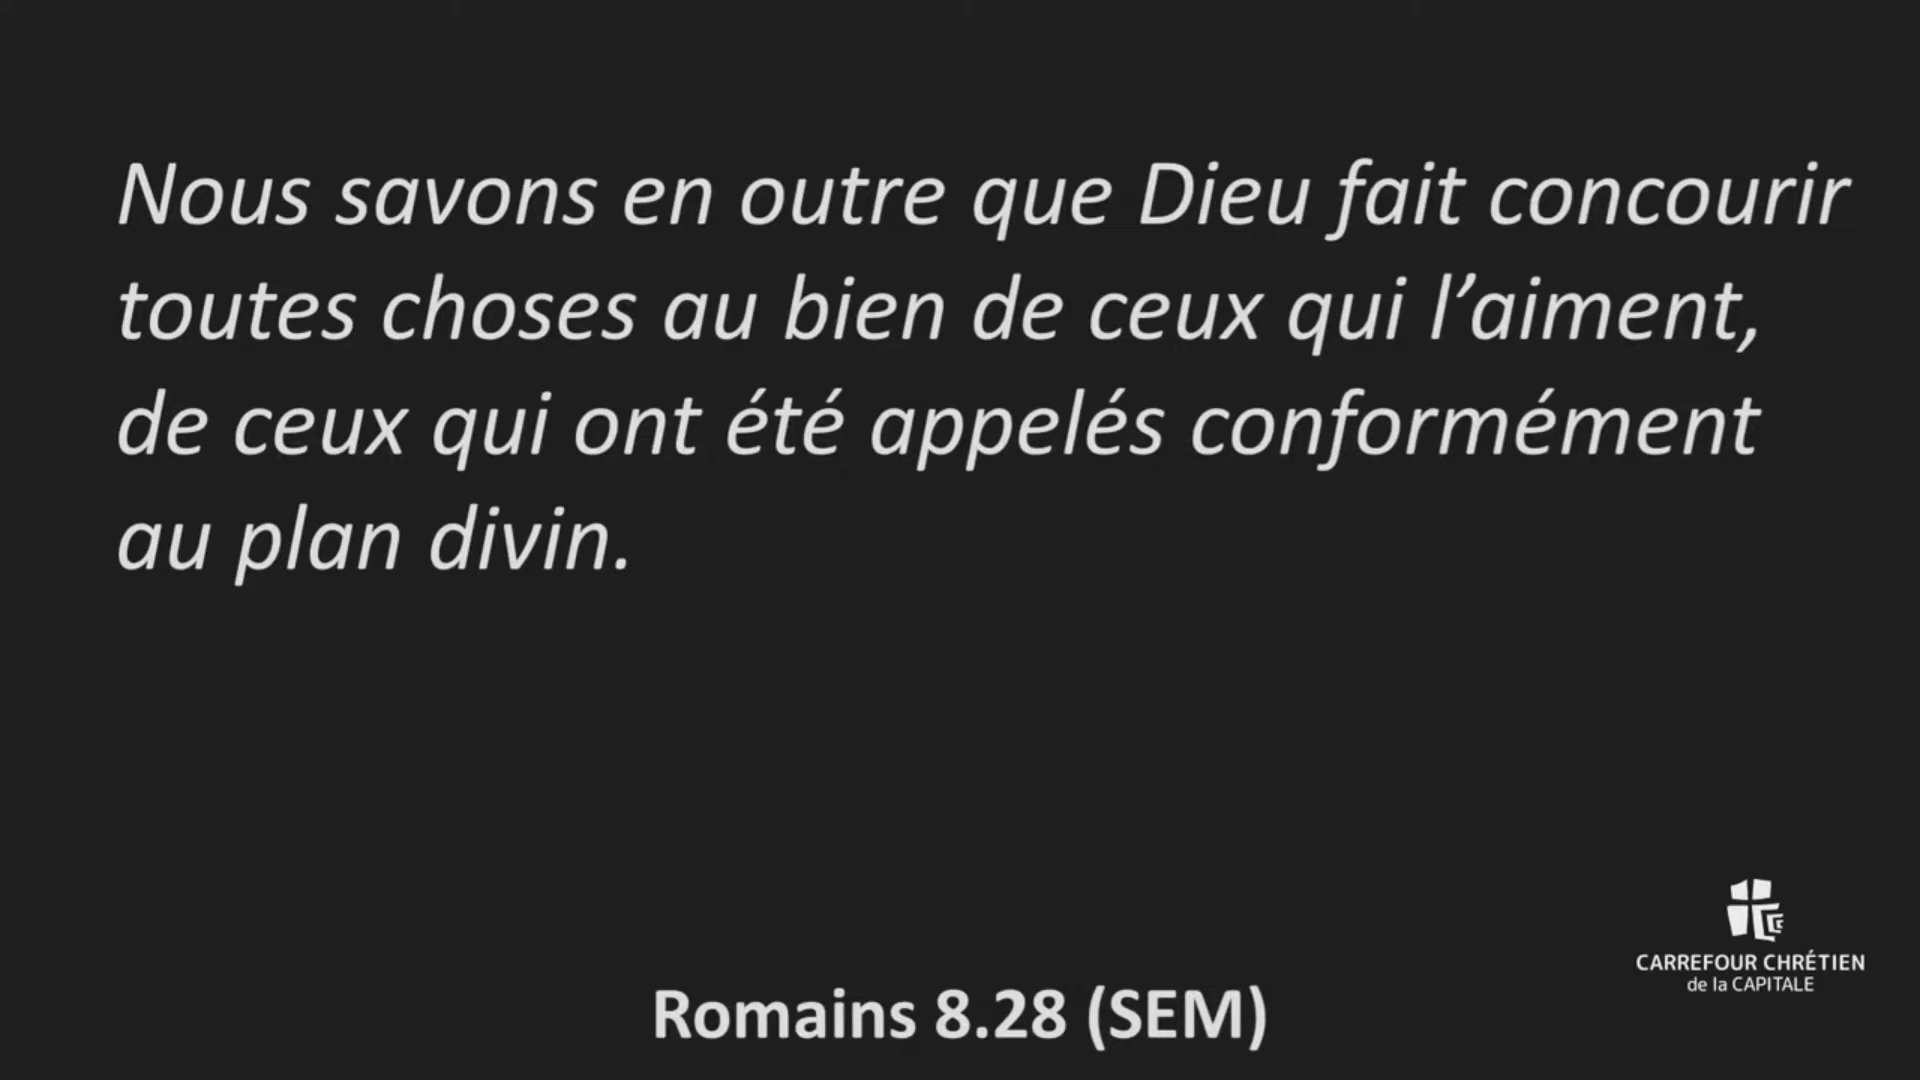 Nous savons en outre que Dieu fait concourir
toutes choses au bien de ceux qui l’aiment,
de ceux qui ont été appelés conformément
au plan divin.
CARREFOUR CHRÉTIEN
de la CAPITALE
Romains 8.28 (SEM)